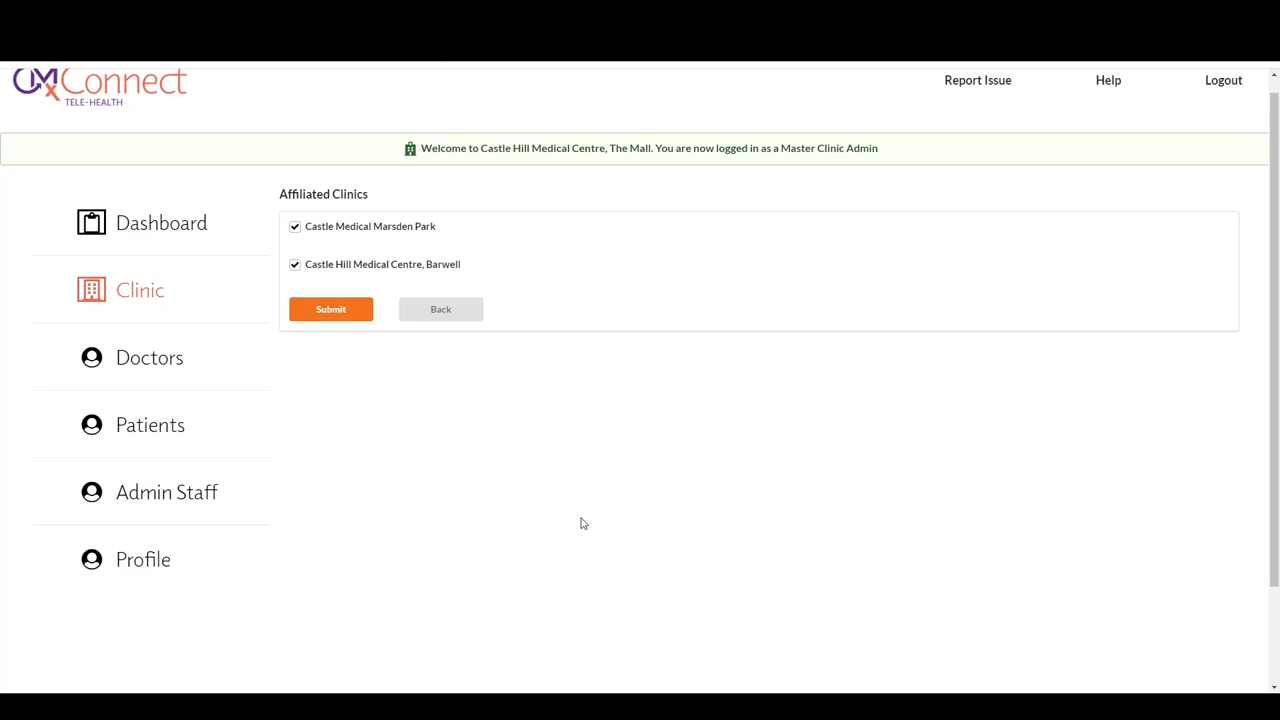 CMxConnect
TELE-HEALTH
Report Issue
Help
Logout
Welcome to Castle Hill Medical Centre, The Mall. You are now logged in as a Master Clinic Admin
Dashboard
Clinic
Doctors
Patients
Admin Staff
Profile
Affiliated Clinics
Castle Medical Marsden Park
Castle Hill Medical Centre, Barwell
Submit
Back